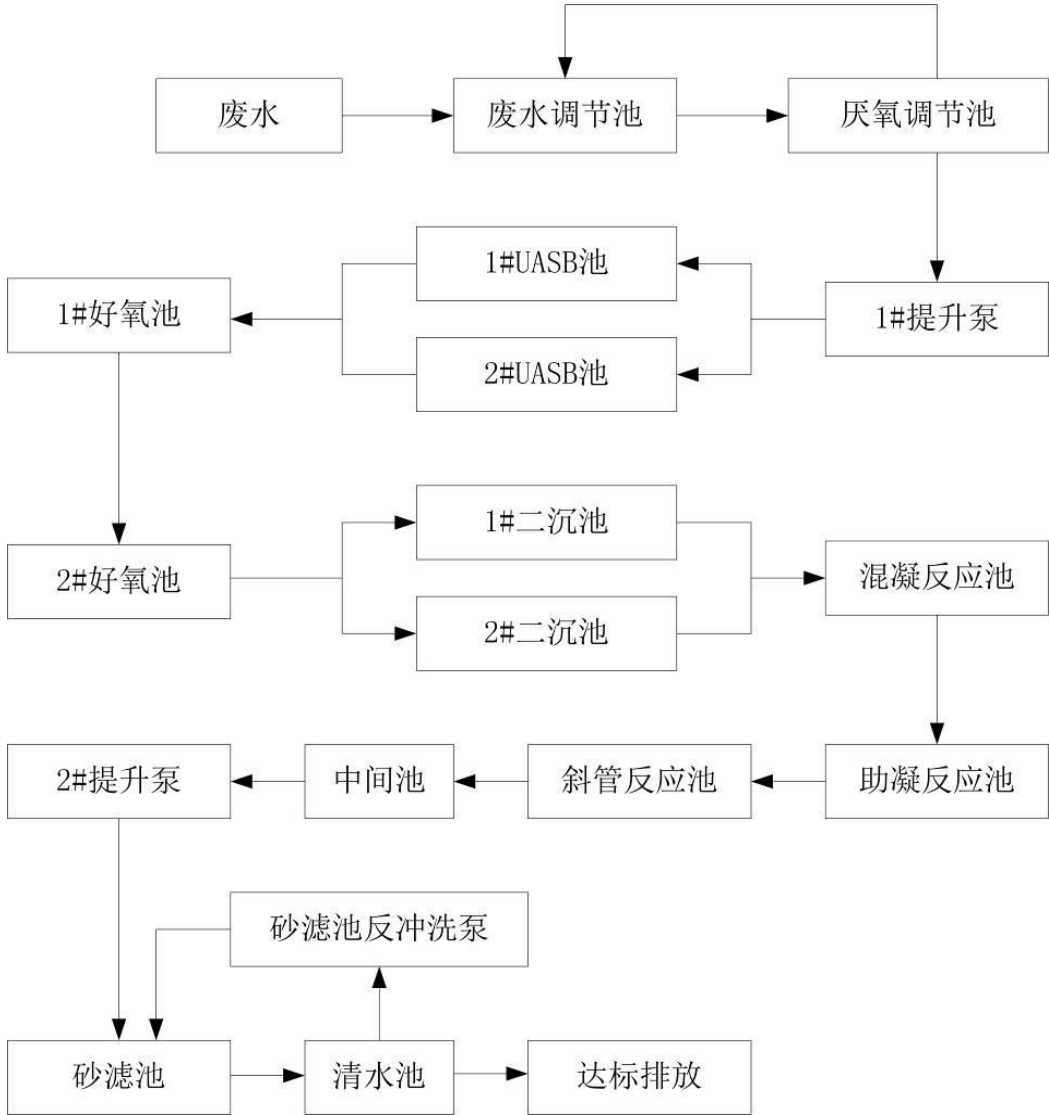 废水
废水调节池
厌氧调节池
1#UASB池
1#好氧池
1#提升泵
2#UASB池
1#二沉池
2#好氧池
混凝反应池
2#二沉池
2#提升泵
中间池
斜管反应池
助凝反应池
砂滤池反冲洗泵
砂滤池
清水池
达标排放